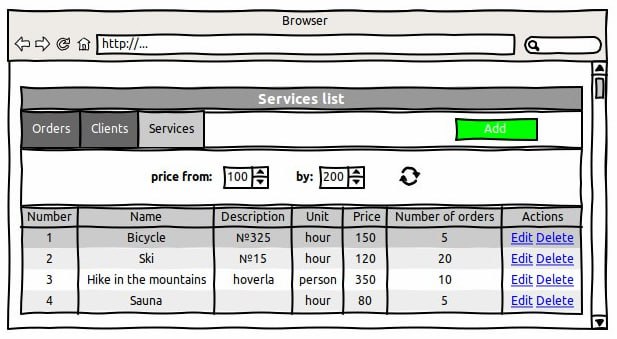 Browser
http://...
Services list
Orders Clients Services Add
price from: 100 by: 200
Number Name Description Unit Price Number of orders Actions
1 Bicycle №325 hour 150 5 Edit Delete
2 Ski №15 hour 120 20 Edit Delete
3 Hike in the mountains hoverla person 350 10 Edit Delete
4 Sauna hour 80 5 Edit Delete